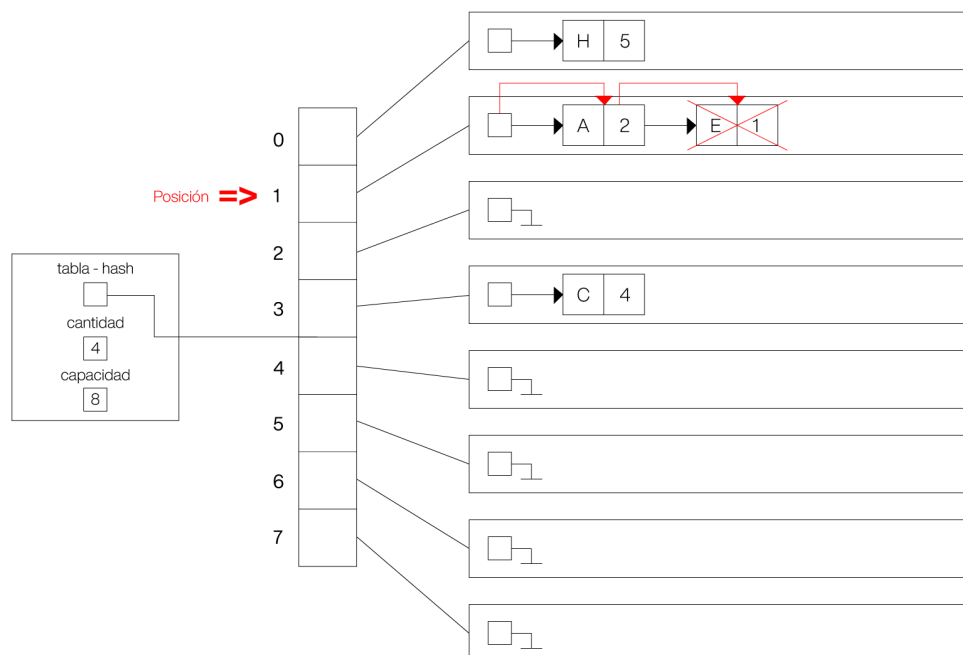 H 5
0
A 2 E 1
Posición => 1
2
tabla - hash
C 4
3
cantidad
4
4
capacidad
8
5
6
7